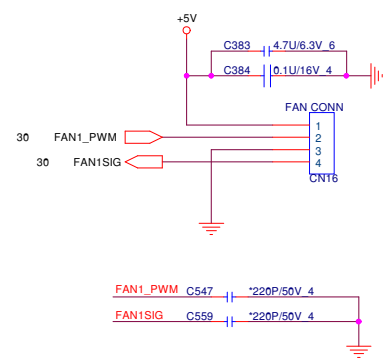 +5V
C383 4.7U/6.3V_6
C384 0.1U/16V_4
FAN CONN
1
30 FAN1_PWM 2
3
30 FAN1SIG 4
CN16
FAN1_PWM C547 *220P/50V_4
FAN1SIG C559 *220P/50V_4